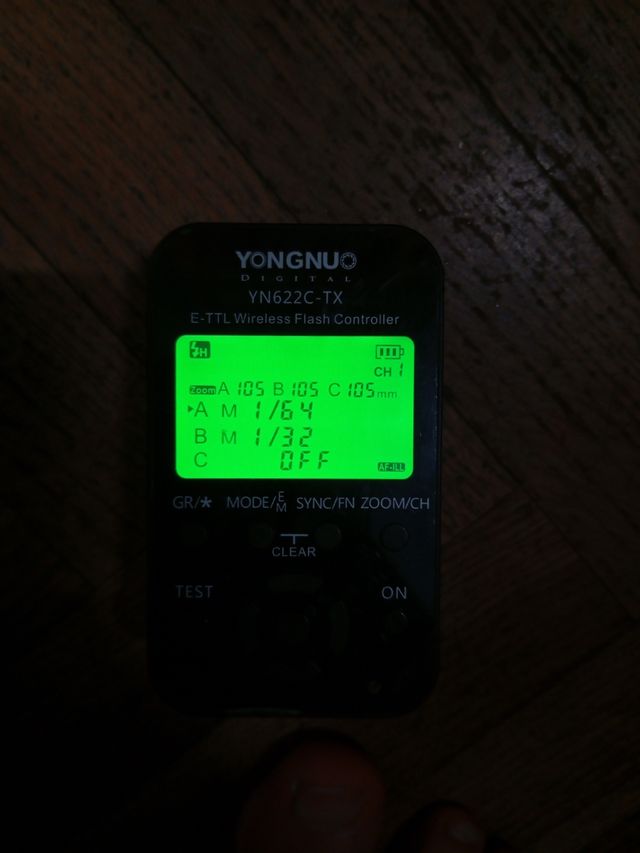 YONGNUO
DIGITAL
YN622C-TX
E-TTL Wireless Flash Controller
H
CH 1
Zoom A 105 B 105 C 105mm
A M 1/64
B M 1/32
C OFF AF-ILL
GR/* MODE/EM SYNC/FN ZOOM/CH
CLEAR
TEST ON